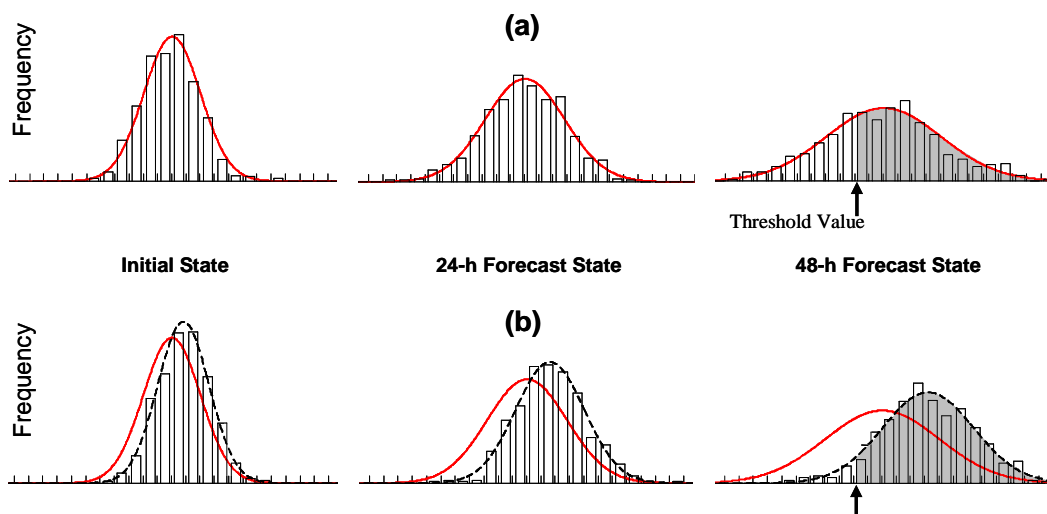 (a)
Frequency
Threshold Value
Initial State
24-h Forecast State
48-h Forecast State
(b)
Frequency